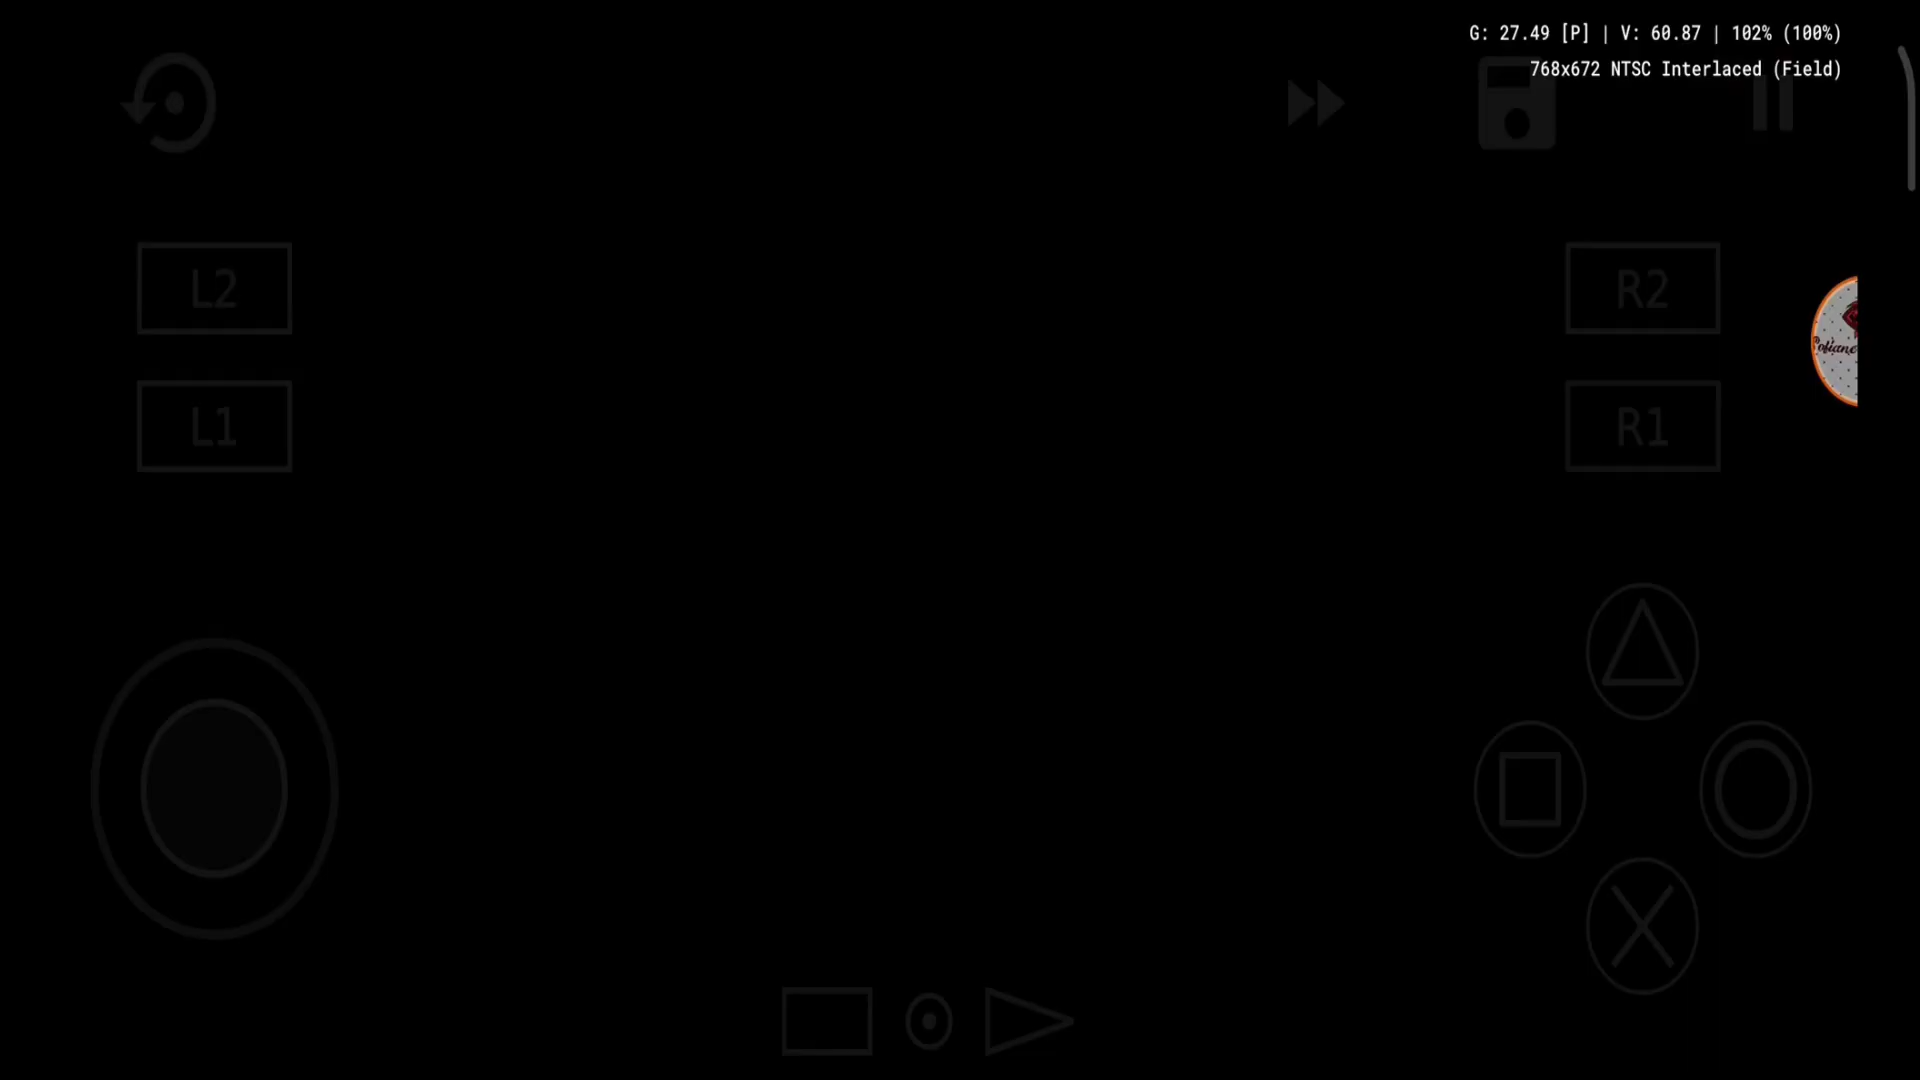 G: 27.49 [P] | V: 60.87 | 102% (100%)
768x672 NTSC Interlaced (Field)
L2
R2
L1
R1